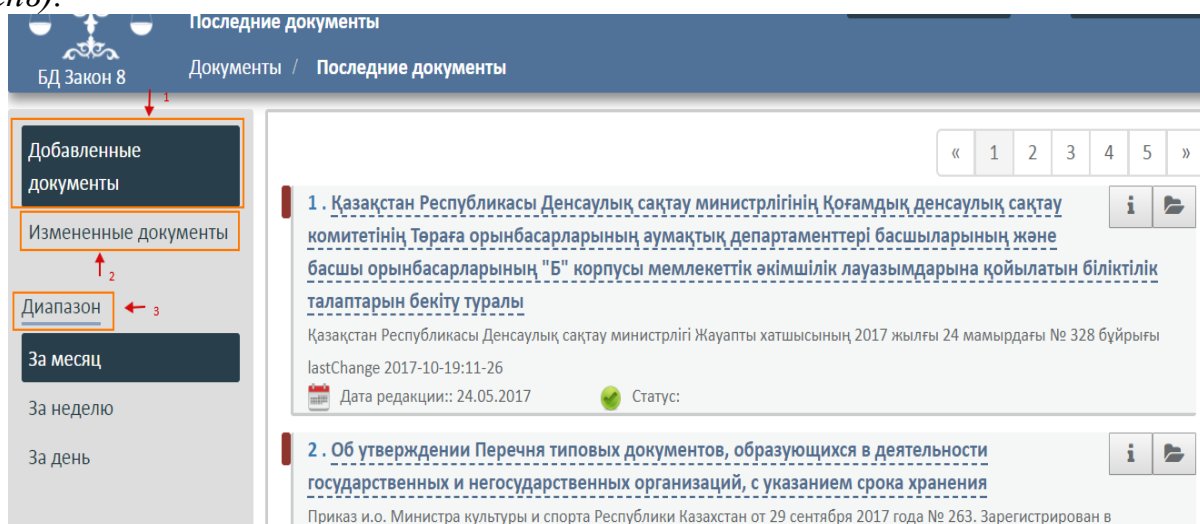 ень).
Последние документы
БД Закон 8
Документы / Последние документы
1
Добавленные
документы
Измененные документы
2
Диапазон
3
За месяц
За неделю
За день
« 1 2 3 4 5 »
1 . Қазақстан Республикасы Денсаулық сақтау министрлігінің Қоғамдық денсаулық сақтау
комитетінің Төраға орынбасарларының аумақтық департаменттері басшыларының және
басшы орынбасарларының "Б" корпусы мемлекеттік әкімшілік лауазымдарына қойылатын біліктілік
талаптарын бекіту туралы
Қазақстан Республикасы Денсаулық сақтау министрлігі Жауапты хатшысының 2017 жылғы 24 мамырдағы № 328 бұйрығы
lastChange 2017-10-19:11-26
Дата редакции:: 24.05.2017 Статус:
2 . Об утверждении Перечня типовых документов, образующихся в деятельности
государственных и негосударственных организаций, с указанием срока хранения
Приказ и.о. Министра культуры и спорта Республики Казахстан от 29 сентября 2017 года № 263. Зарегистрирован в